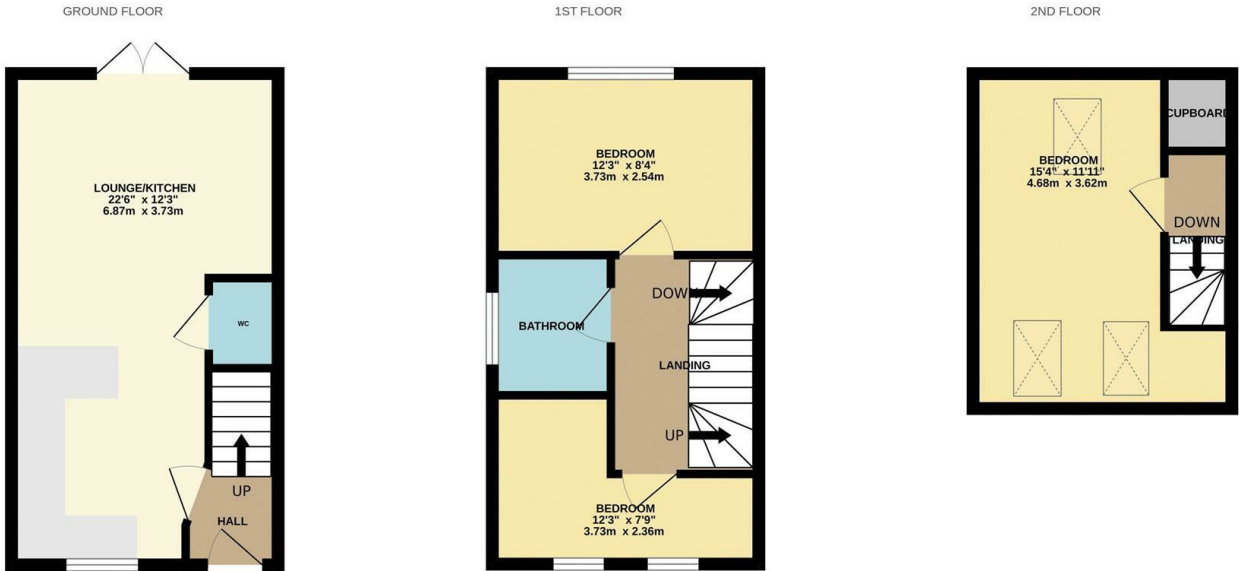 GROUND FLOOR
LOUNGE/KITCHEN
22'6" x 12'3"
6.87m x 3.73m
WC
UP
HALL
1ST FLOOR
BEDROOM
12'3" x 8'4"
3.73m x 2.54m
DOWN
BATHROOM
LANDING
UP
BEDROOM
12'3" x 7'9"
3.73m x 2.36m
2ND FLOOR
CUPBOARD
BEDROOM
15'4" x 11'11"
4.68m x 3.62m
DOWN
LANDING